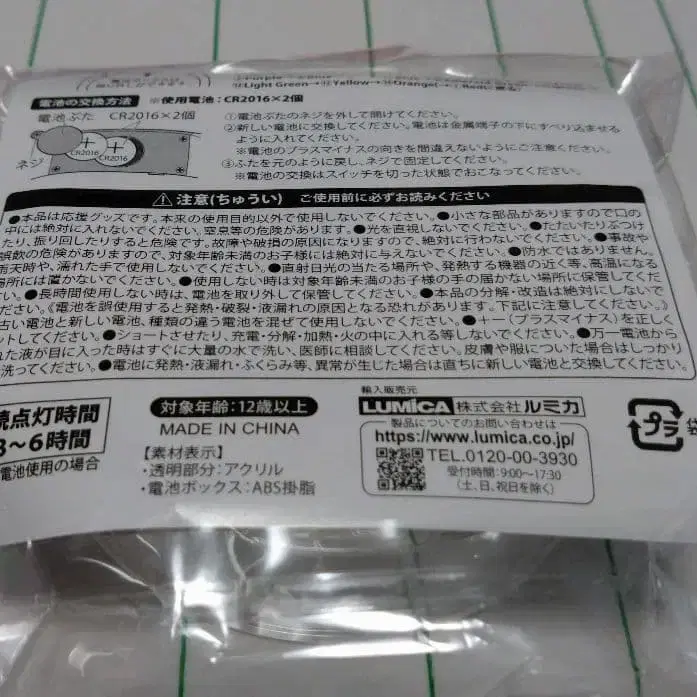 ⑫Light Green→⑬Yellow→⑭Orange(→
電池の交換方法 ※使用電池:CR2016×2個
電池ぶた CR2016×2個
ネジ
CR2016
CR2016
①電池ぶたのネジを外して開けてください。
②新しい電池に交換してください。電池は金属端子の下にすべり込ませる
ように入れてください。
※電池のプラスマイナスの向きを間違えないようにご注意ください。
③ふたを元のように戻し、ネジで固定してください。
※電池の交換はスイッチを切った状態でおこなってください。
注意(ちゅうい) ご使用前に必ずお読みください
●本品は応援グッズです。本来の使用目的以外で使用しないでください。●小さな部品がありますので口の
中には絶対に入れないでください。窒息等の危険があります。●光を直視しないでください。●たたいたりぶつけ
たり、振り回したりすると危険です。故障や破損の原因になりますので、絶対に行わないでください。●事故や
誤飲の危険がありますので、対象年齢未満のお子様には絶対に与えないでください。●防水ではありません。
雨天時や、濡れた手で使用しないでください。●直射日光の当たる場所や、発熱する機器の近く等、高温になる
場所には置かないでください。●使用しない時は対象年齢未満のお子様の手の届かない場所に保管してくだ
さい。●長時間使用しない時は、電池を取り外して保管してください。●本品の分解・改造は絶対にしないで
ください。《電池を誤使用すると発熱・破裂・液漏れの原因となる恐れがあります。下記に注意してください。》
古い電池と新しい電池、種類の違う電池を混ぜて使用しないでください。●+−(プラスマイナス)を正しく
ットしてください。●ショートさせたり、充電・分解・加熱・火の中に入れる等しないでください。●万一電池から
れた液が目に入った時はすぐに大量の水で洗い、医師に相談してください。皮膚や服についた場合はしっかり
洗ってください。●電池に発熱・液漏れ・ふくらみ等、異常が生じた場合は直ちに新しい電池と交換してください。
続点灯時間
3〜6時間
電池使用の場合
対象年齢:12歳以上
MADE IN CHINA
【素材表示】
・透明部分:アクリル
・電池ボックス:ABS掛脂
輸入販売元
LUMICA 株式会社ルミカ
製品についてのお問い合わせは
https://www.lumica.co.jp/
TEL.0120-00-3930
受付時間:9:00〜17:30
(土、日、祝日を除く)
プラ
袋